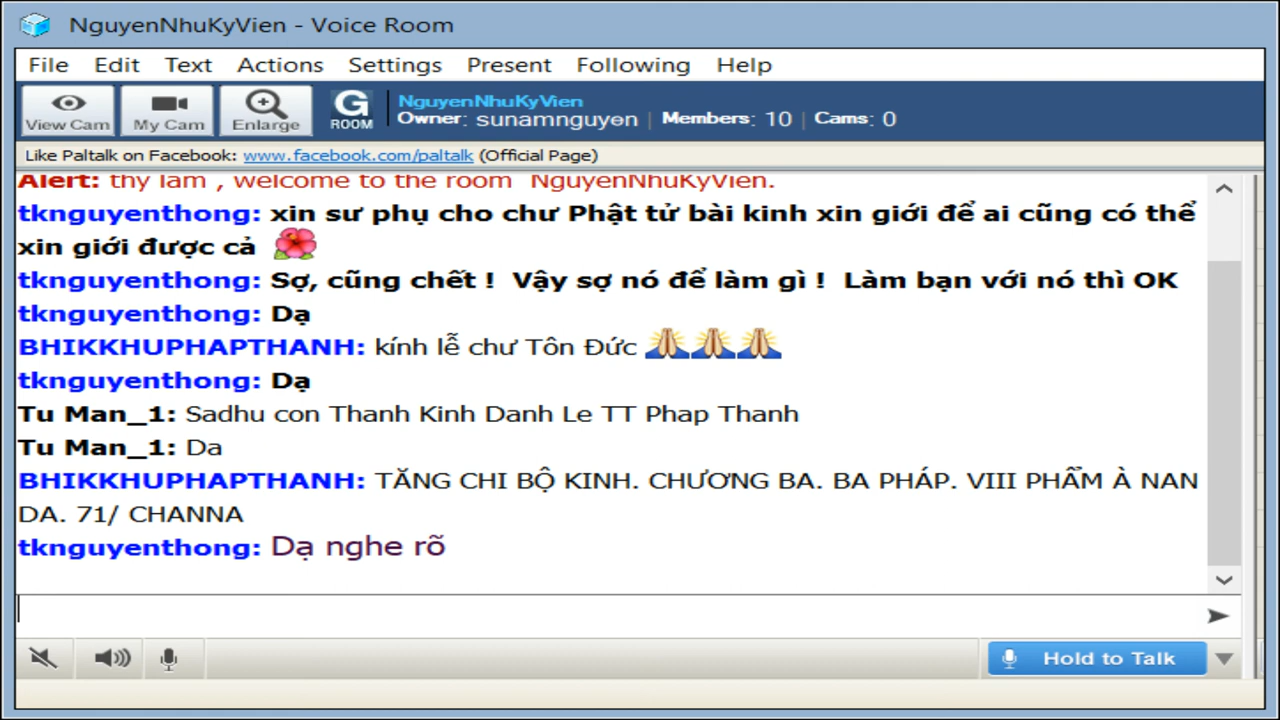 NguyenNhuKyVien - Voice Room
File Edit Text Actions Settings Present Following Help
View Cam My Cam Enlarge G ROOM
NguyenNhuKyVien
Owner: sunamnguyen | Members: 10 | Cams: 0
Like Paltalk on Facebook: www.facebook.com/paltalk (Official Page)
Alert: thy lam , welcome to the room NguyenNhuKyVien.
tknguyenthong: xin sư phụ cho chư Phật tử bài kinh xin giới để ai cũng có thể
xin giới được cả
tknguyenthong: Sợ, cũng chết ! Vậy sợ nó để làm gì ! Làm bạn với nó thì OK
tknguyenthong: Dạ
BHIKKHUPHAPTHANH: kính lễ chư Tôn Đức
tknguyenthong: Dạ
Tu Man_1: Sadhu con Thanh Kinh Danh Le TT Phap Thanh
Tu Man_1: Da
BHIKKHUPHAPTHANH: TĂNG CHI BỘ KINH. CHƯƠNG BA. BA PHÁP. VIII PHẨM À NAN
DA. 71/ CHANNA
tknguyenthong: Dạ nghe rõ
Hold to Talk